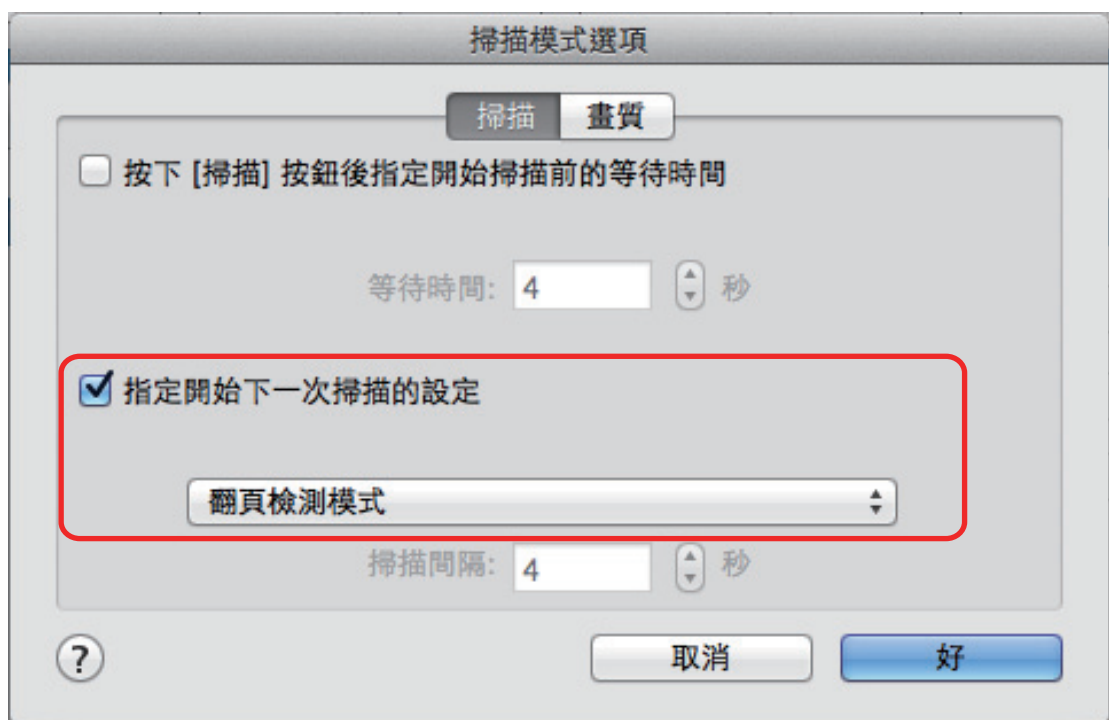 掃描模式選項
掃描 畫質
按下 [掃描] 按鈕後指定開始掃描前的等待時間
等待時間: 4 秒
指定開始下一次掃描的設定
翻頁檢測模式
掃描間隔: 4 秒
? 取消 好